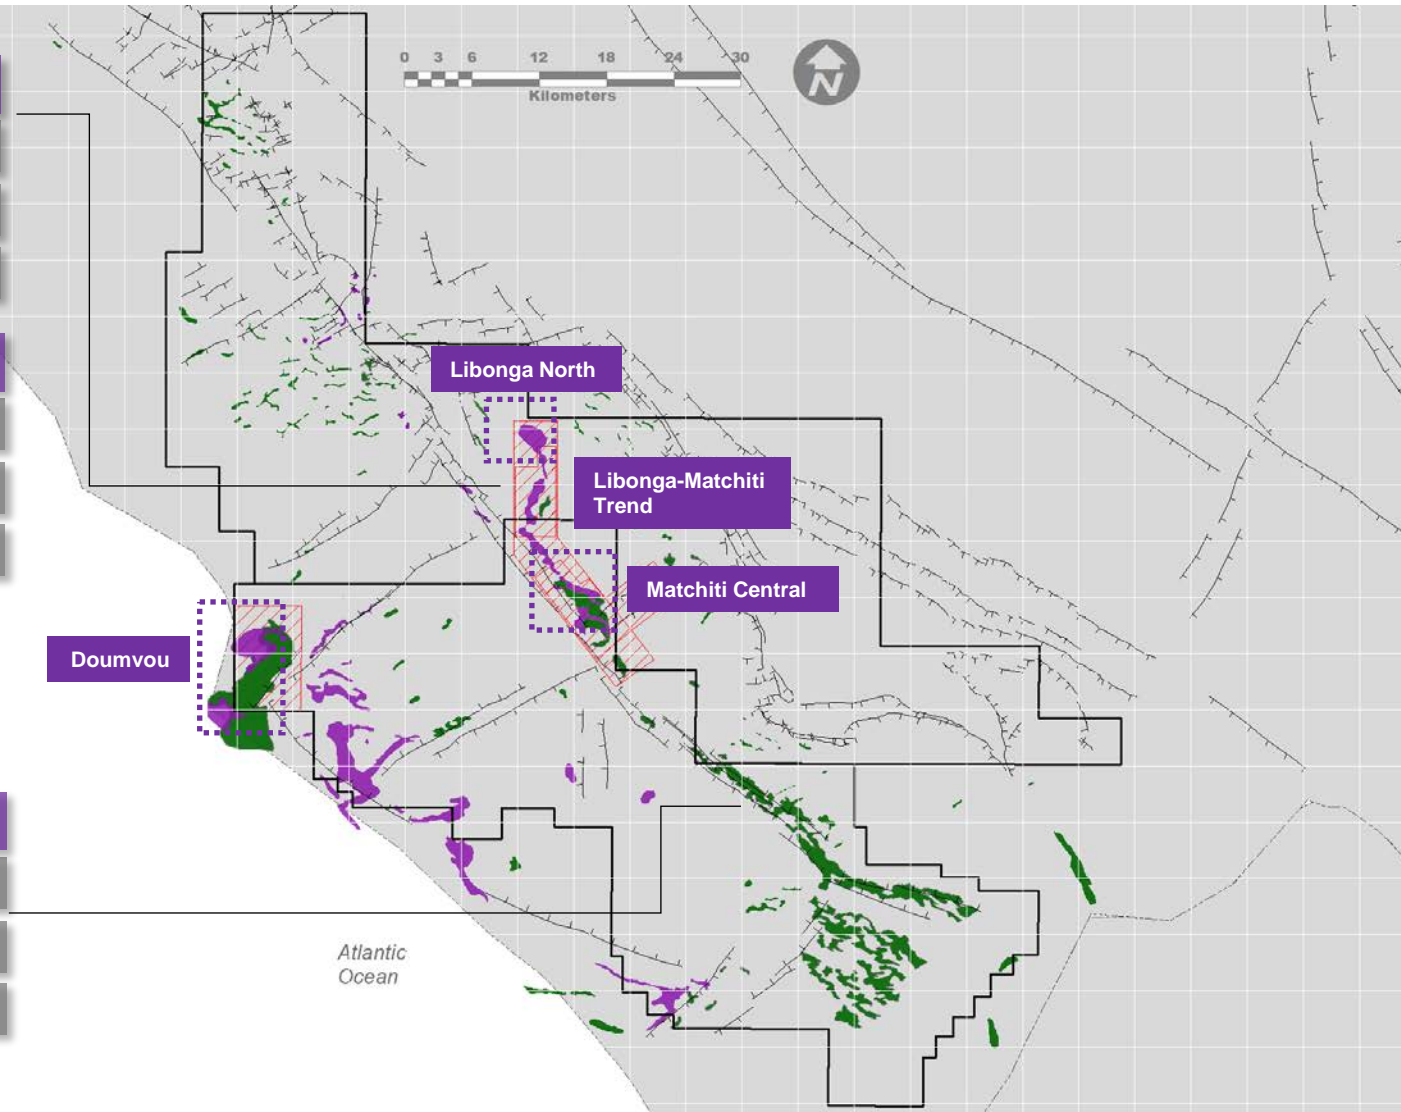 0 3 6 12 18 24 30
Kilometers
N
Libonga North
Libonga-Matchiti
Trend
Matchiti Central
Doumvou
Atlantic
Ocean